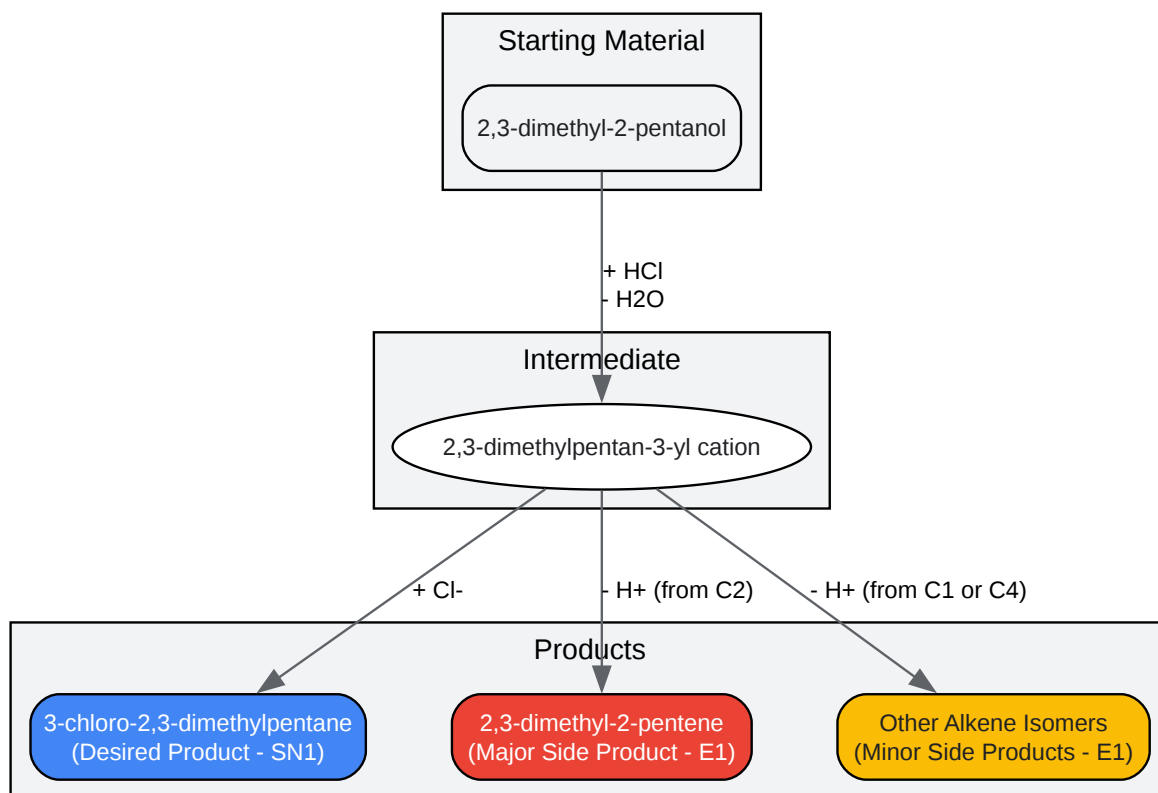 Starting Material
2,3-dimethyl-2-pentanol
+ HCl
- H2O
Intermediate
2,3-dimethylpentan-3-yl cation
+ Cl-
- H+ (from C2)
- H+ (from C1 or C4)
Products
3-chloro-2,3-dimethylpentane
(Desired Product - SN1)
2,3-dimethyl-2-pentene
(Major Side Product - E1)
Other Alkene Isomers
(Minor Side Products - E1)